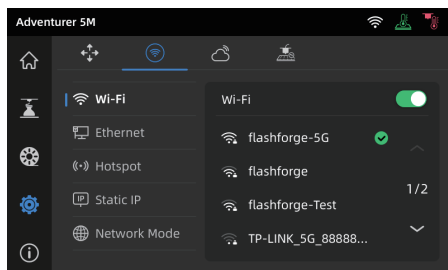 Adventurer 5M
Wi-Fi
Ethernet
Hotspot
IP Static IP
Network Mode
Wi-Fi
flashforge-5G
flashforge
flashforge-Test
TP-LINK_5G_88888...
1/2